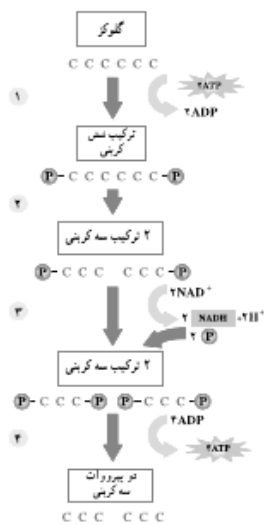 گلوکز
C C C C C C
۲ATP
۱
۲ADP
ترکیب شش
کربنی
P-C C C C C C-P
۲
۲ ترکیب سه کربنی
P-C C C C C C-P
۲NAD+
۳
۲ NADH +۲H+
۲ P
۲ ترکیب سه کربنی
P-C C C-P P-C C C-P
۴ADP
۴
۴ATP
دو پیرووات
سه کربنی
C C C C C C